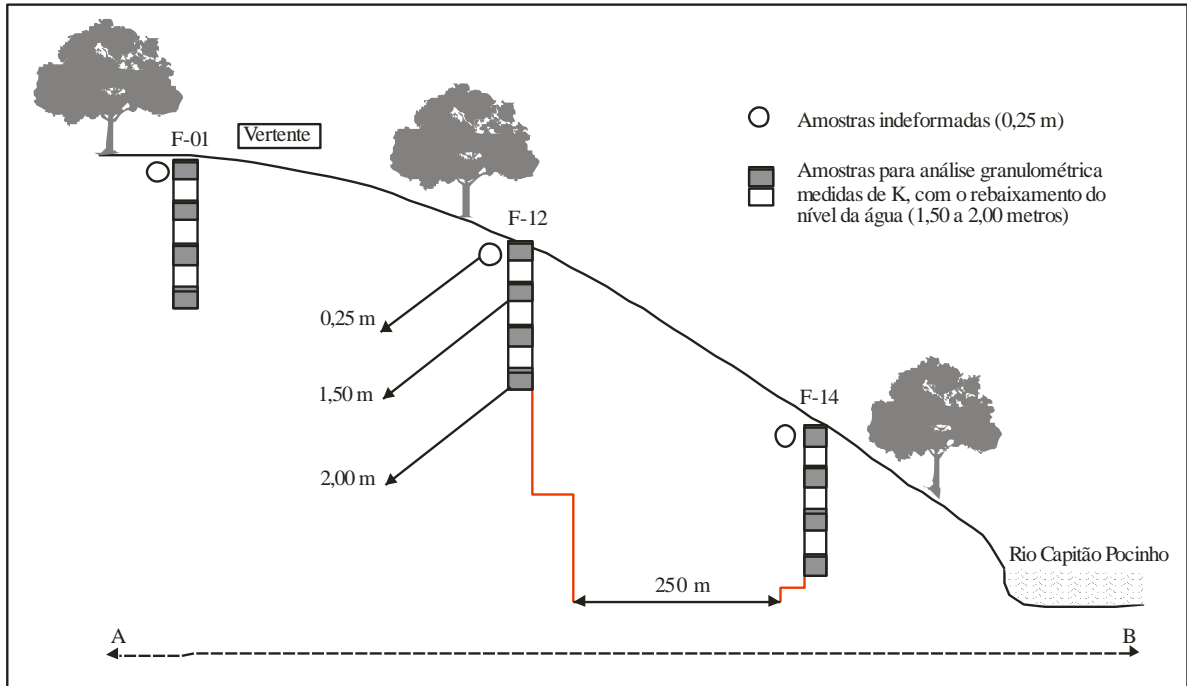 F-01
Vertente
F-12
Amostras indeformadas (0,25 m)
Amostras para análise granulométrica
medidas de K, com o rebaixamento do
nível da água (1,50 a 2,00 metros)
0,25 m
1,50 m
2,00 m
F-14
250 m
Rio Capitão Pocinho
A
B